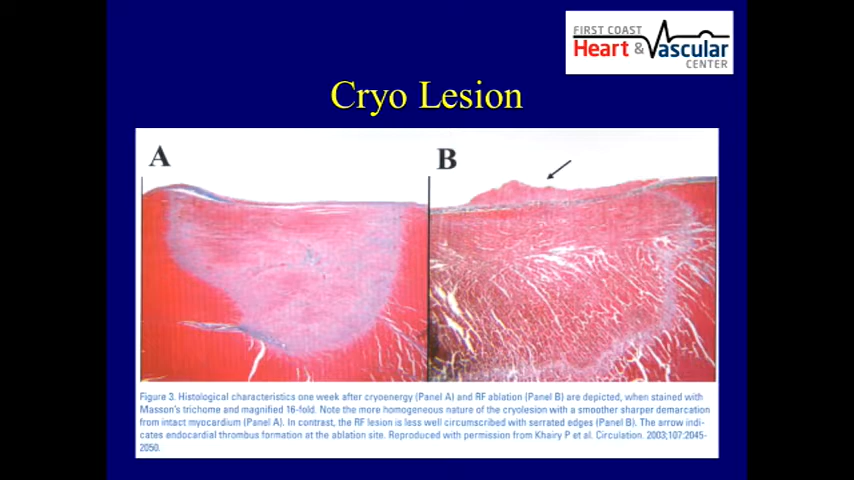 FIRST COAST
Heart & Vascular
CENTER
Cryo Lesion
A
B
Figure 3. Histological characteristics one week after cryoenergy (Panel A) and RF ablation (Panel B) are depicted, when stained with
Masson's trichome and magnified 16-fold. Note the more homogeneous nature of the cryolesion with a smoother sharper demarcation
from intact myocardium (Panel A). In contrast, the RF lesion is less well circumscribed with serrated edges (Panel B). The arrow indi-
cates endocardial thrombus formation at the ablation site. Reproduced with permission from Khairy P et al. Circulation. 2003;107:2045-
2050.